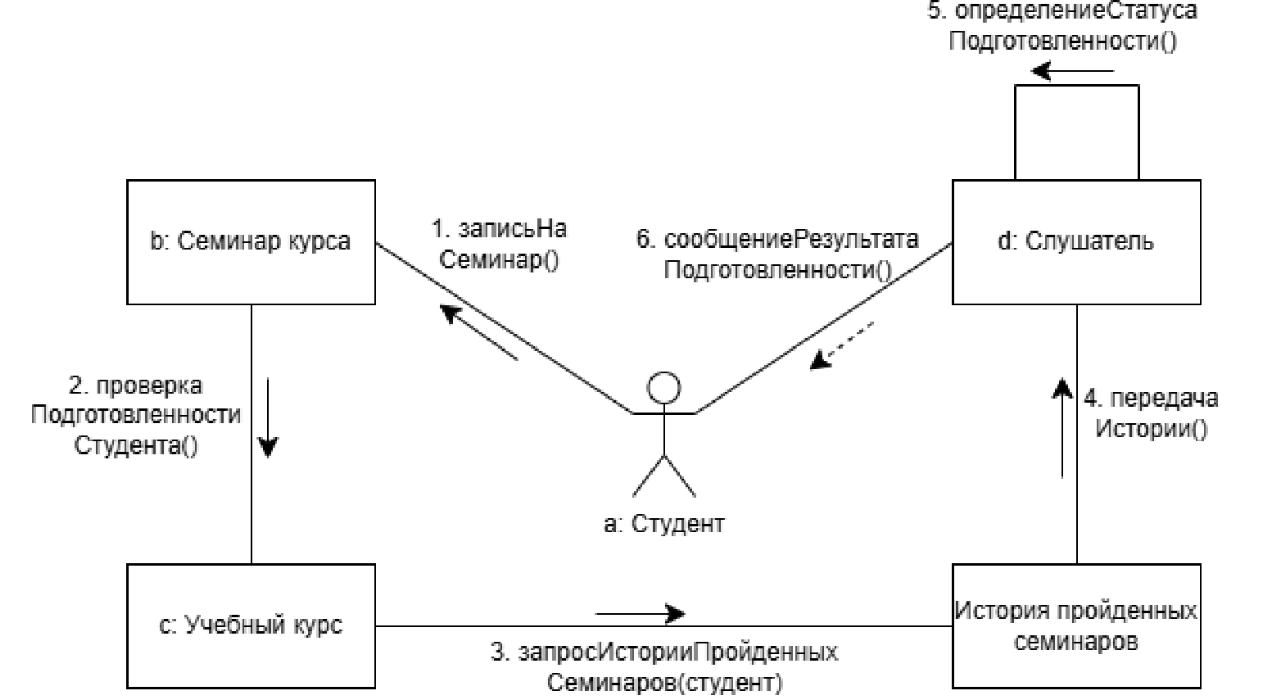 5. определениеСтатуса
Подготовленности()
b: Семинар курса
1. записьНа
Семинар()
6. сообщениеРезультата
Подготовленности()
d: Слушатель
2. проверка
Подготовленности
Студента()
4. передача
Истории()
a: Студент
c: Учебный курс
История пройденных
семинаров
3. запросИсторииПройденных
Семинаров(студент)